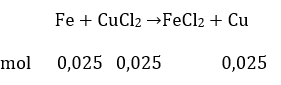 Fe + CuCl₂ →FeCl₂ + Cu
mol 0,025 0,025 0,025